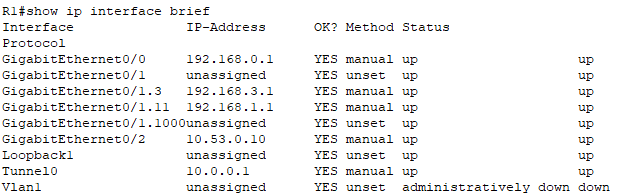 R1#show ip interface brief
Interface IP-Address OK? Method Status
Protocol
GigabitEthernet0/0 192.168.0.1 YES manual up up
GigabitEthernet0/1 unassigned YES unset up up
GigabitEthernet0/1.3 192.168.3.1 YES manual up up
GigabitEthernet0/1.11 192.168.1.1 YES manual up up
GigabitEthernet0/1.1000unassigned YES unset up up
GigabitEthernet0/2 10.53.0.10 YES manual up up
Loopback1 unassigned YES unset up up
Tunnel0 10.0.0.1 YES manual up up
Vlan1 unassigned YES unset administratively down down